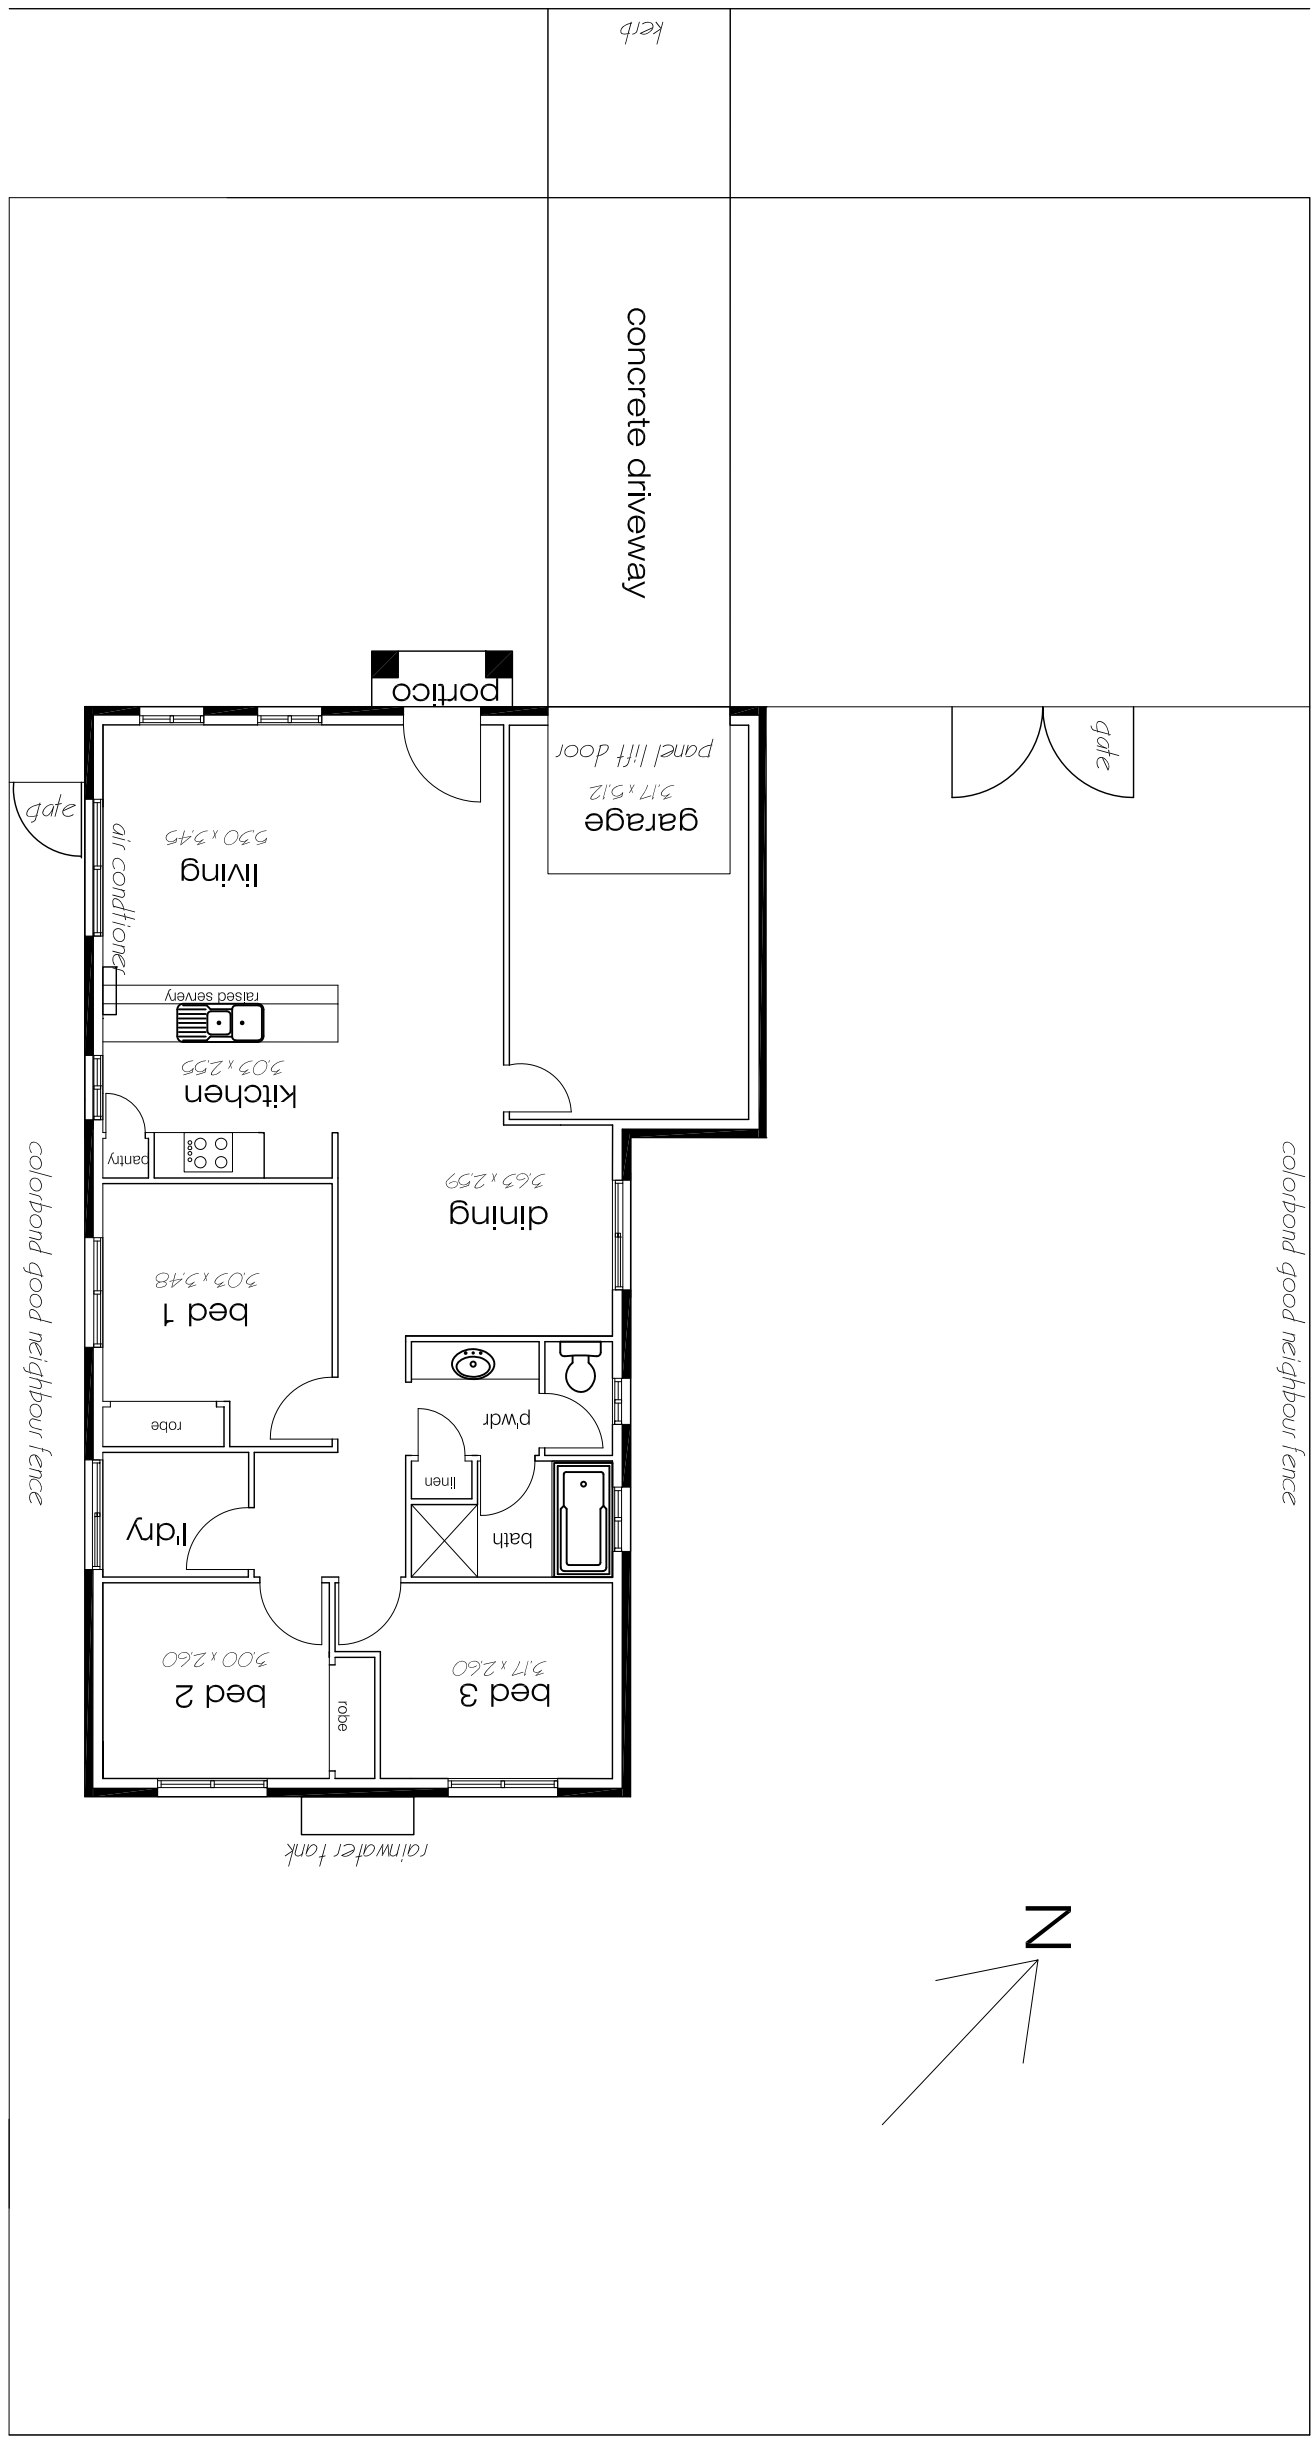 kerb
concrete driveway
portico
panel lift door
3.17 x 5.12
garage
gate
gate
air condtioner
5.30 x 3.45
living
raised servery
3.03 x 2.55
kitchen
pantry
3.63 x 2.59
dining
colorbond good neighbour fence
colorbond good neighbour fence
3.03 x 3.48
bed 1
robe
p'wdr
linen
l'dry
bath
3.00 x 2.60
bed 2
3.17 x 2.60
bed 3
robe
rainwater tank
N